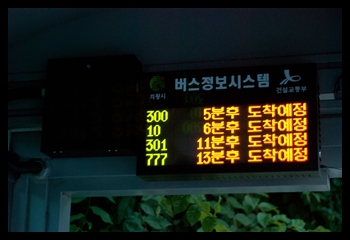 버스정보시스템
의왕시
건설교통부
300 5분후 도착예정
10 6분후 도착예정
301 11분후 도착예정
777 13분후 도착예정